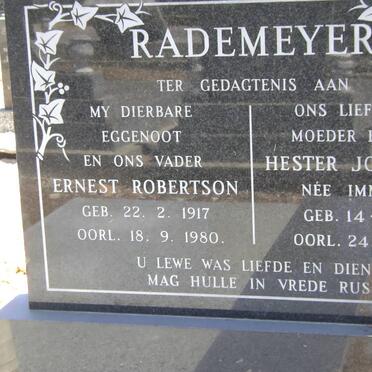 RADEMEYER
TER GEDAGTENIS AAN
MY DIERBARE
EGGENOOT
EN ONS VADER
ERNEST ROBERTSON
GEB. 22. 2. 1917
OORL. 18. 9. 1980.
ONS LIEF
MOEDER
HESTER JO
NÉE IMM
GEB. 14
OORL. 24
U LEWE WAS LIEFDE EN DIEN
MAG HULLE IN VREDE RUS